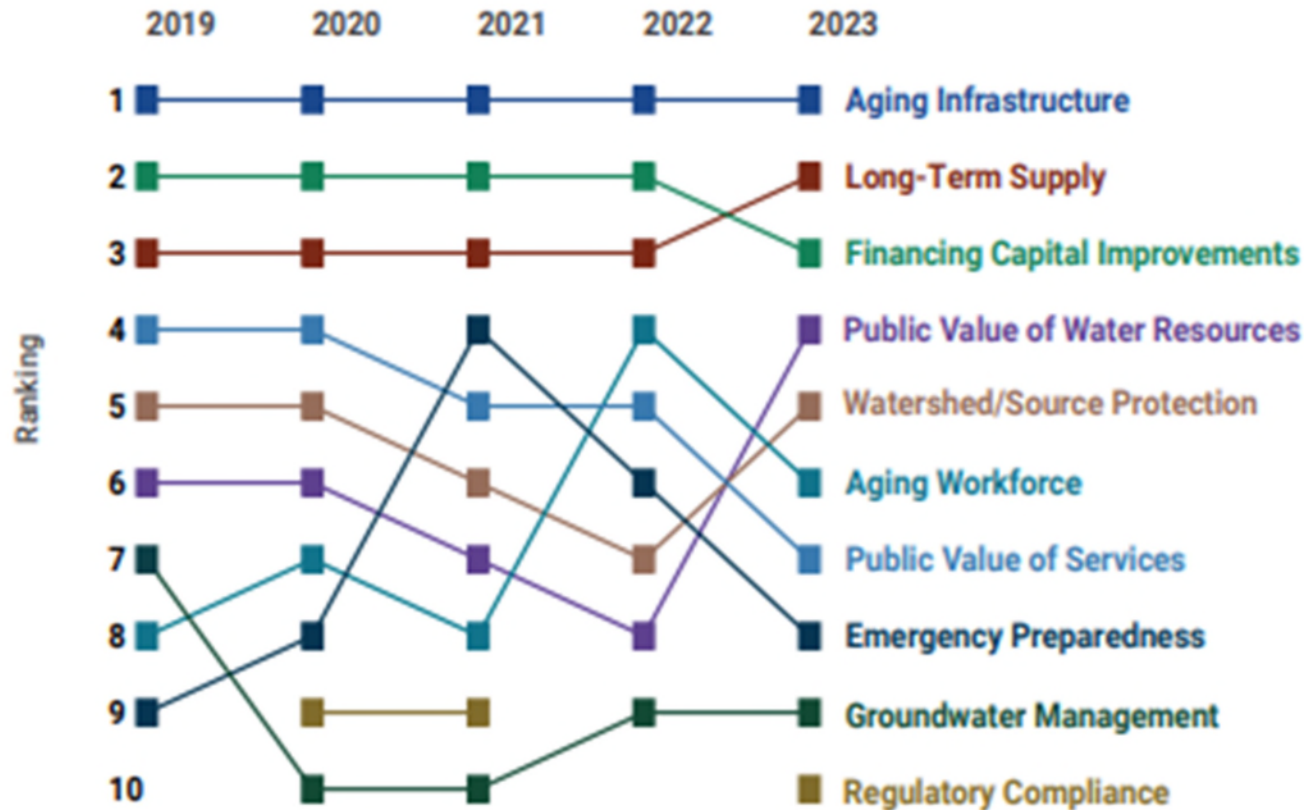 2019 2020 2021 2022 2023
1 Aging Infrastructure
2 Long-Term Supply
3 Financing Capital Improvements
4 Public Value of Water Resources
Ranking
5 Watershed/Source Protection
6 Aging Workforce
7 Public Value of Services
8 Emergency Preparedness
9 Groundwater Management
10 Regulatory Compliance